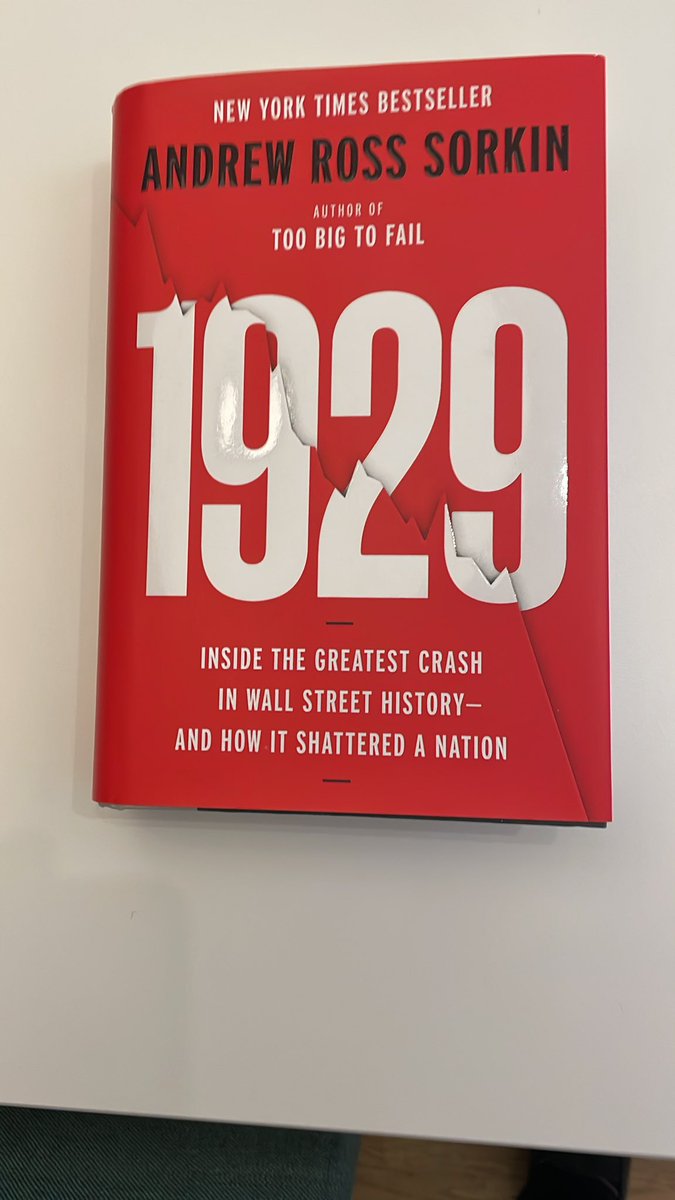 NEW YORK TIMES BESTSELLER
ANDREW ROSS SORKIN
AUTHOR OF
TOO BIG TO FAIL
1929
INSIDE THE GREATEST CRASH
IN WALL STREET HISTORY—
AND HOW IT SHATTERED A NATION